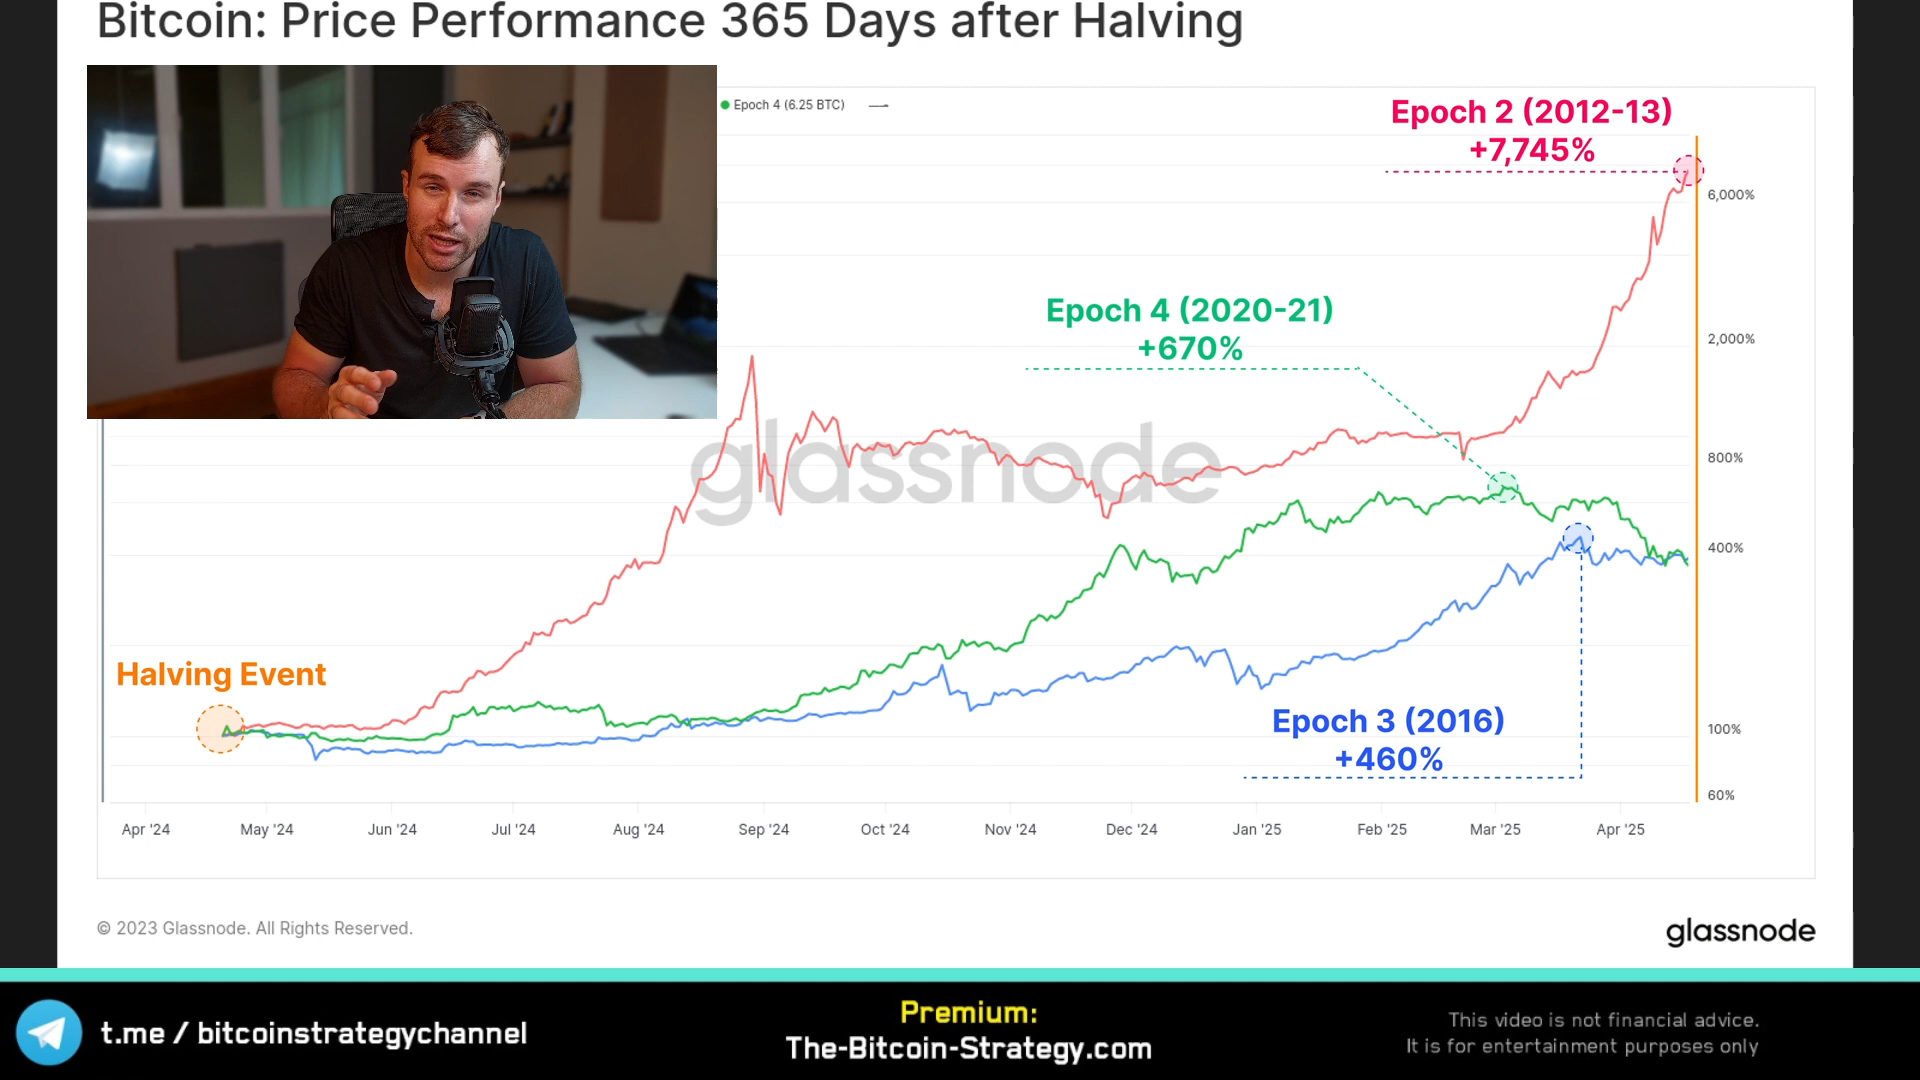 Bitcoin: Price Performance 365 Days after Halving
Epoch 4 (6.25 BTC)
Epoch 2 (2012-13)
+7,745%
6,000%
Epoch 4 (2020-21)
+670%
2,000%
glassnode
800%
400%
Halving Event
Epoch 3 (2016)
+460%
100%
60%
Apr '24 May '24 Jun '24 Jul '24 Aug '24 Sep '24 Oct '24 Nov '24 Dec '24 Jan '25 Feb '25 Mar '25 Apr '25
© 2023 Glassnode. All Rights Reserved.
glassnode
t.me / bitcoinstrategychannel
Premium:
The-Bitcoin-Strategy.com
This video is not financial advice.
It is for entertainment purposes only